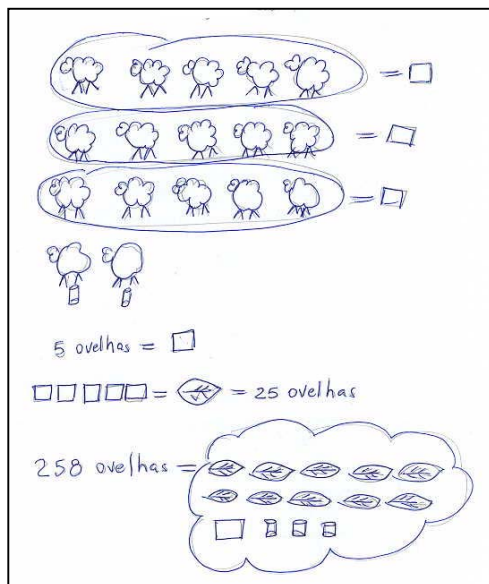 =
=
=
5 ovelhas =
= = 25 ovelhas
258 ovelhas =